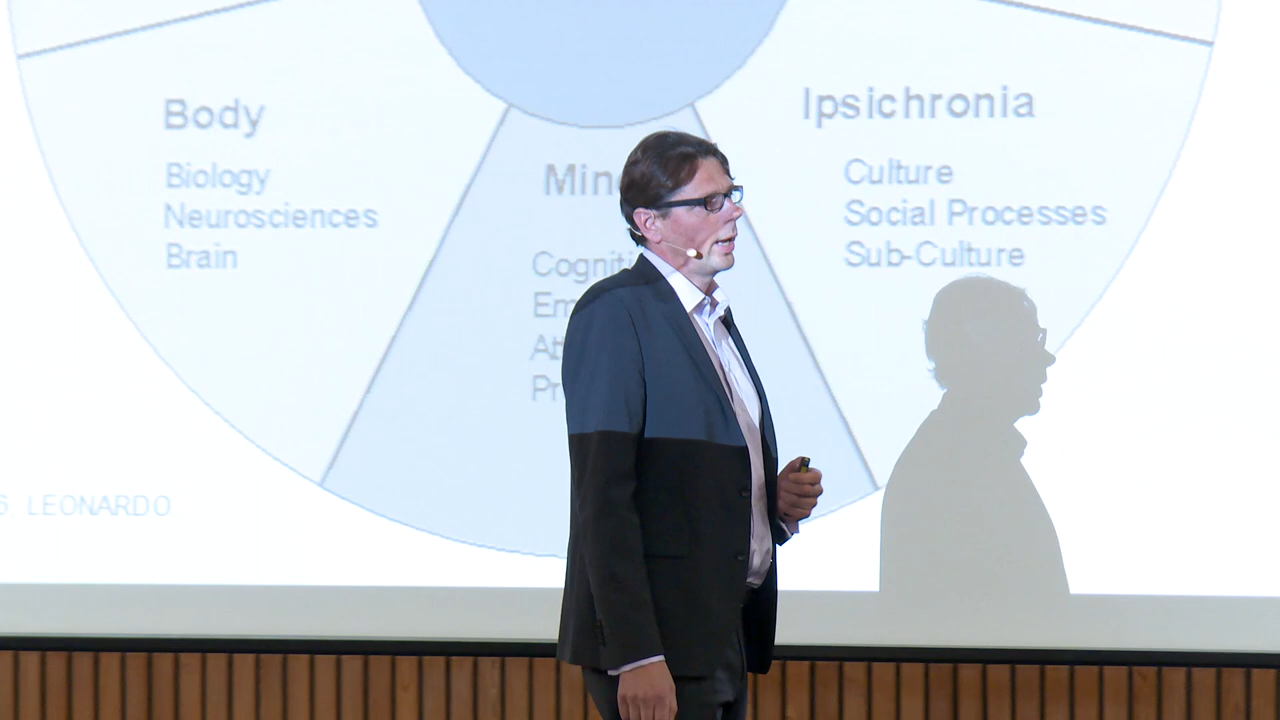 Body
Biology
Neurosciences
Brain
Ipsichronia
Culture
Social Processes
Sub-Culture
LEONARDO